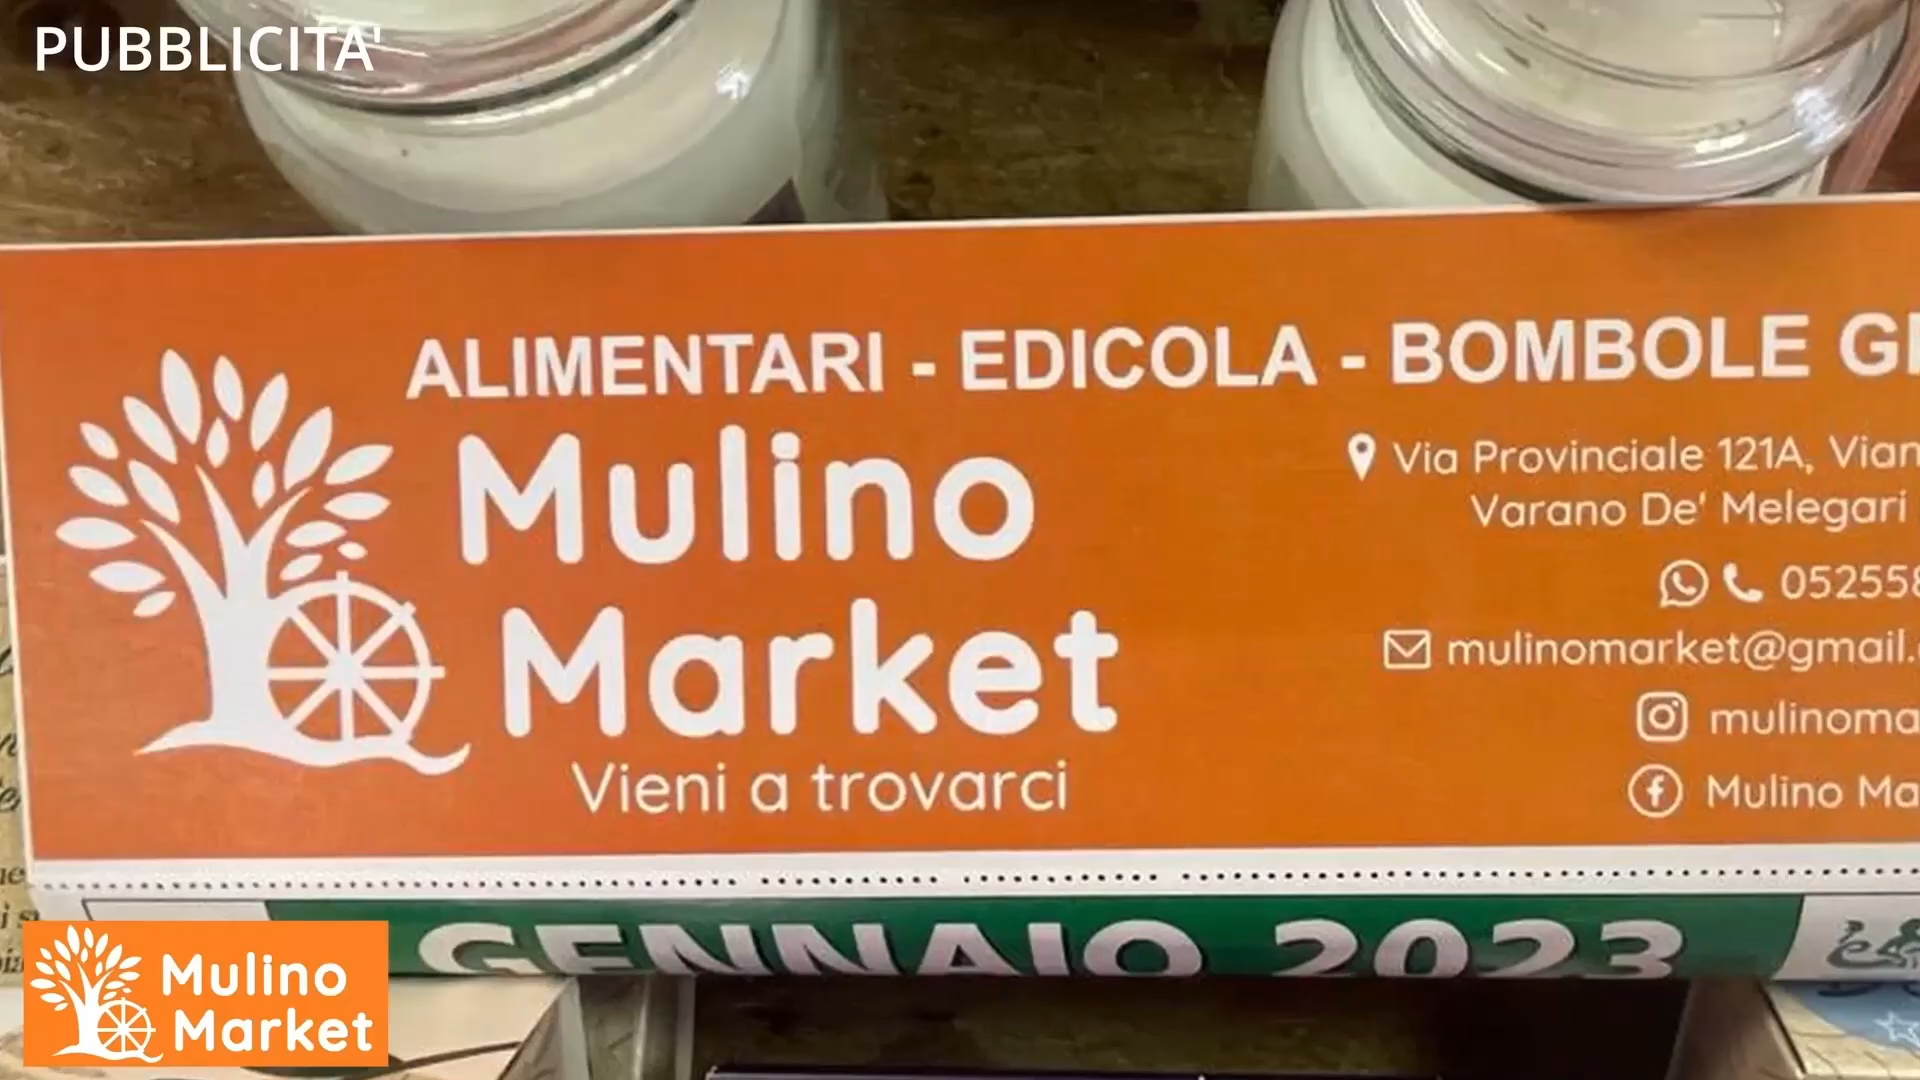 PUBBLICITA'
ALIMENTARI - EDICOLA - BOMBOLE
Mulino
Market
Vieni a trovarci
Via Provinciale 121A,
Varano De' Melegari
mulinomarket@gmail.
Mulino
GENNAIO 2023
Mulino
Market